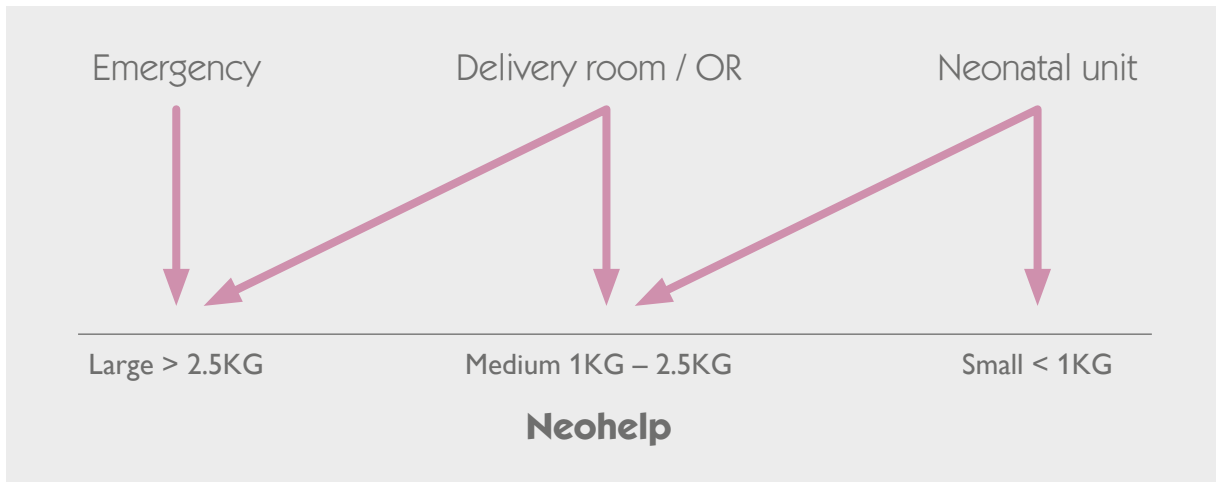 Emergency
Delivery room / OR
Neonatal unit
Large > 2.5KG
Medium 1KG – 2.5KG
Small < 1KG
Neohelp